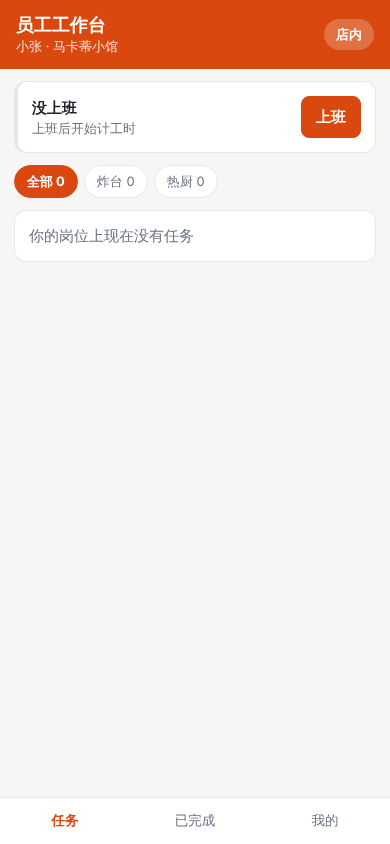 员工工作台
小张 · 马卡蒂小馆
店内
没上班
上班后开始计工时
上班
全部 0
炸台 0
热厨 0
你的岗位上现在没有任务
任务
已完成
我的